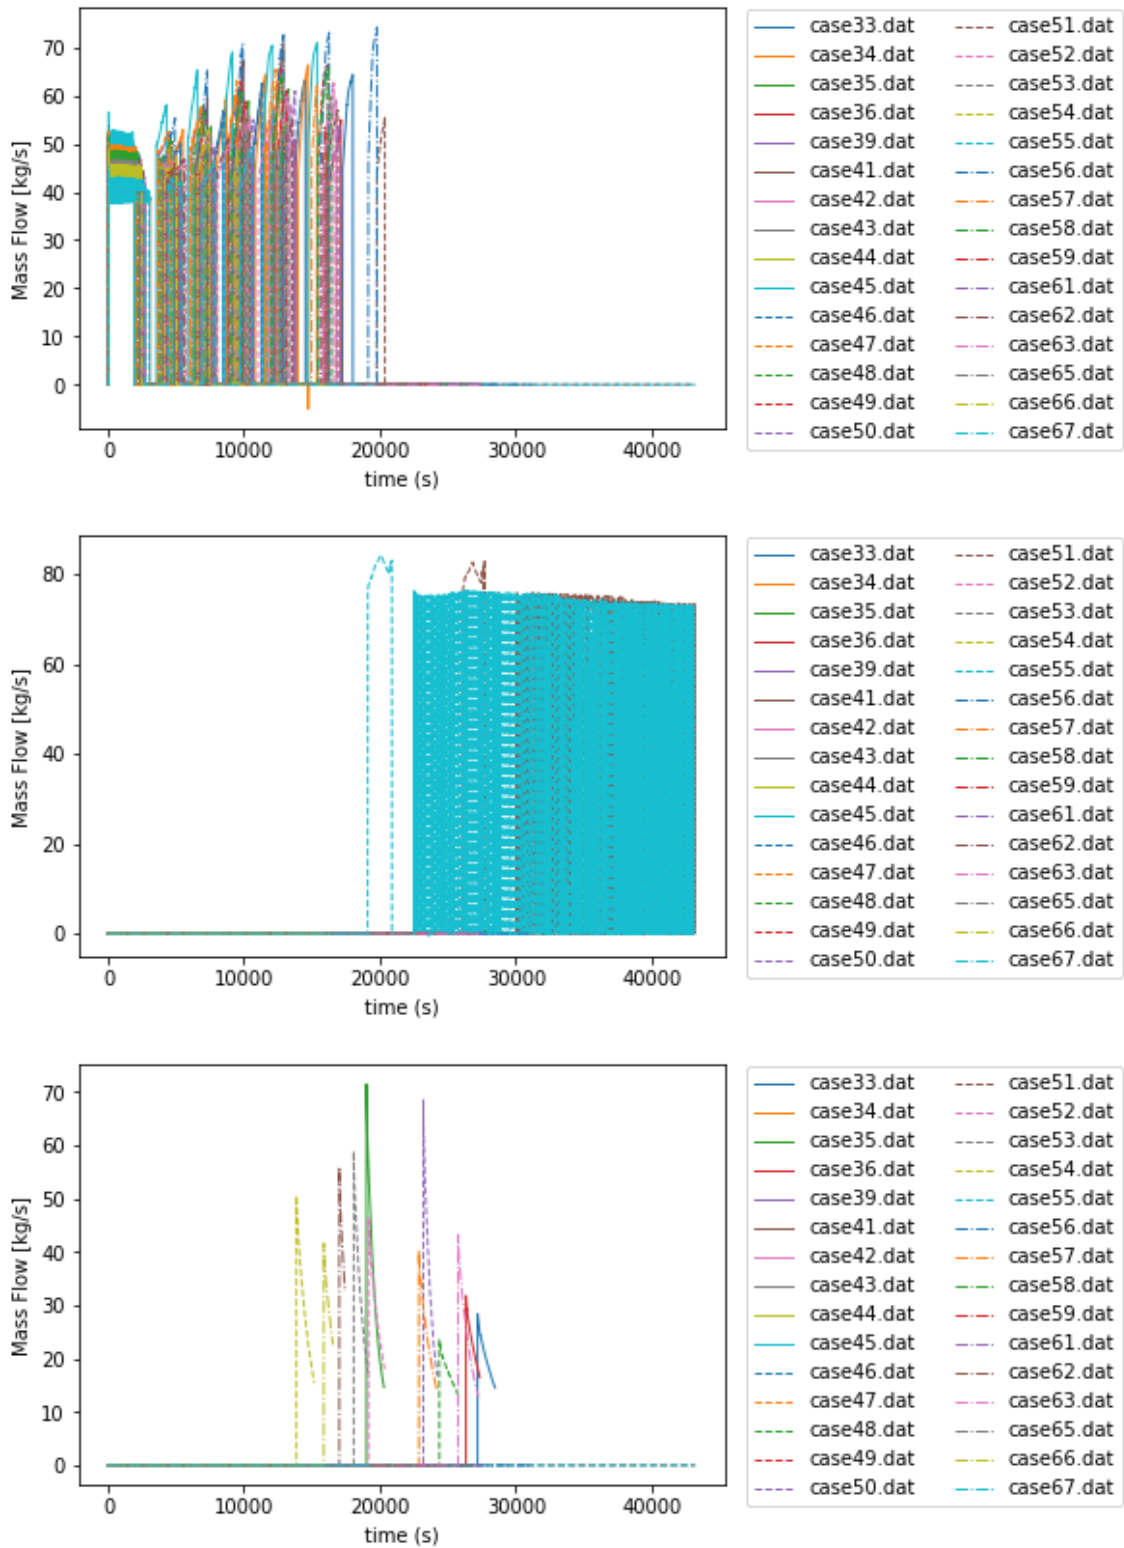 70
60
50
40
30
20
10
0
Mass Flow [kg/s]
0 10000 20000 30000 40000
time (s)
case33.dat case51.dat
case34.dat case52.dat
case35.dat case53.dat
case36.dat case54.dat
case39.dat case55.dat
case41.dat case56.dat
case42.dat case57.dat
case43.dat case58.dat
case44.dat case59.dat
case45.dat case61.dat
case46.dat case62.dat
case47.dat case63.dat
case48.dat case65.dat
case49.dat case66.dat
case50.dat case67.dat
80
60
40
20
0
Mass Flow [kg/s]
0 10000 20000 30000 40000
time (s)
case33.dat case51.dat
case34.dat case52.dat
case35.dat case53.dat
case36.dat case54.dat
case39.dat case55.dat
case41.dat case56.dat
case42.dat case57.dat
case43.dat case58.dat
case44.dat case59.dat
case45.dat case61.dat
case46.dat case62.dat
case47.dat case63.dat
case48.dat case65.dat
case49.dat case66.dat
case50.dat case67.dat
70
60
50
40
30
20
10
0
Mass Flow [kg/s]
0 10000 20000 30000 40000
time (s)
case33.dat case51.dat
case34.dat case52.dat
case35.dat case53.dat
case36.dat case54.dat
case39.dat case55.dat
case41.dat case56.dat
case42.dat case57.dat
case43.dat case58.dat
case44.dat case59.dat
case45.dat case61.dat
case46.dat case62.dat
case47.dat case63.dat
case48.dat case65.dat
case49.dat case66.dat
case50.dat case67.dat